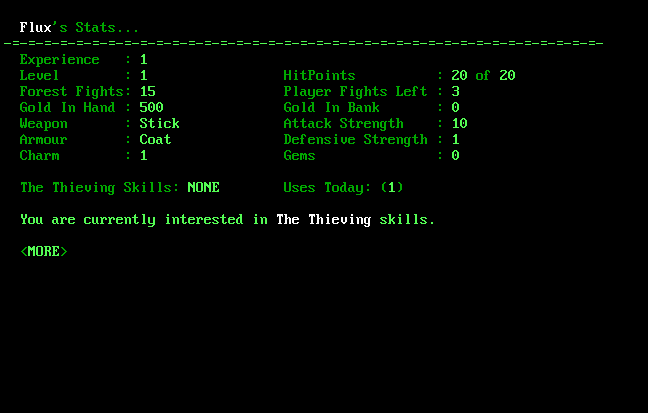 Flux's Stats...
-=-=-=-=-=-=-=-=-=-=-=-=-=-=-=-=-=-=-=-=-=-=-=-=-=-=-=-=-=-=-=-=-=-=-=-=-
Experience   : 1
Level        : 1                 HitPoints          : 20 of 20
Forest Fights: 15                Player Fights Left : 3
Gold In Hand : 500               Gold In Bank       : 0
Weapon       : Stick             Attack Strength    : 10
Armour       : Coat              Defensive Strength : 1
Charm        : 1                 Gems               : 0
The Thieving Skills: NONE        Uses Today: (1)
You are currently interested in The Thieving skills.
<MORE>